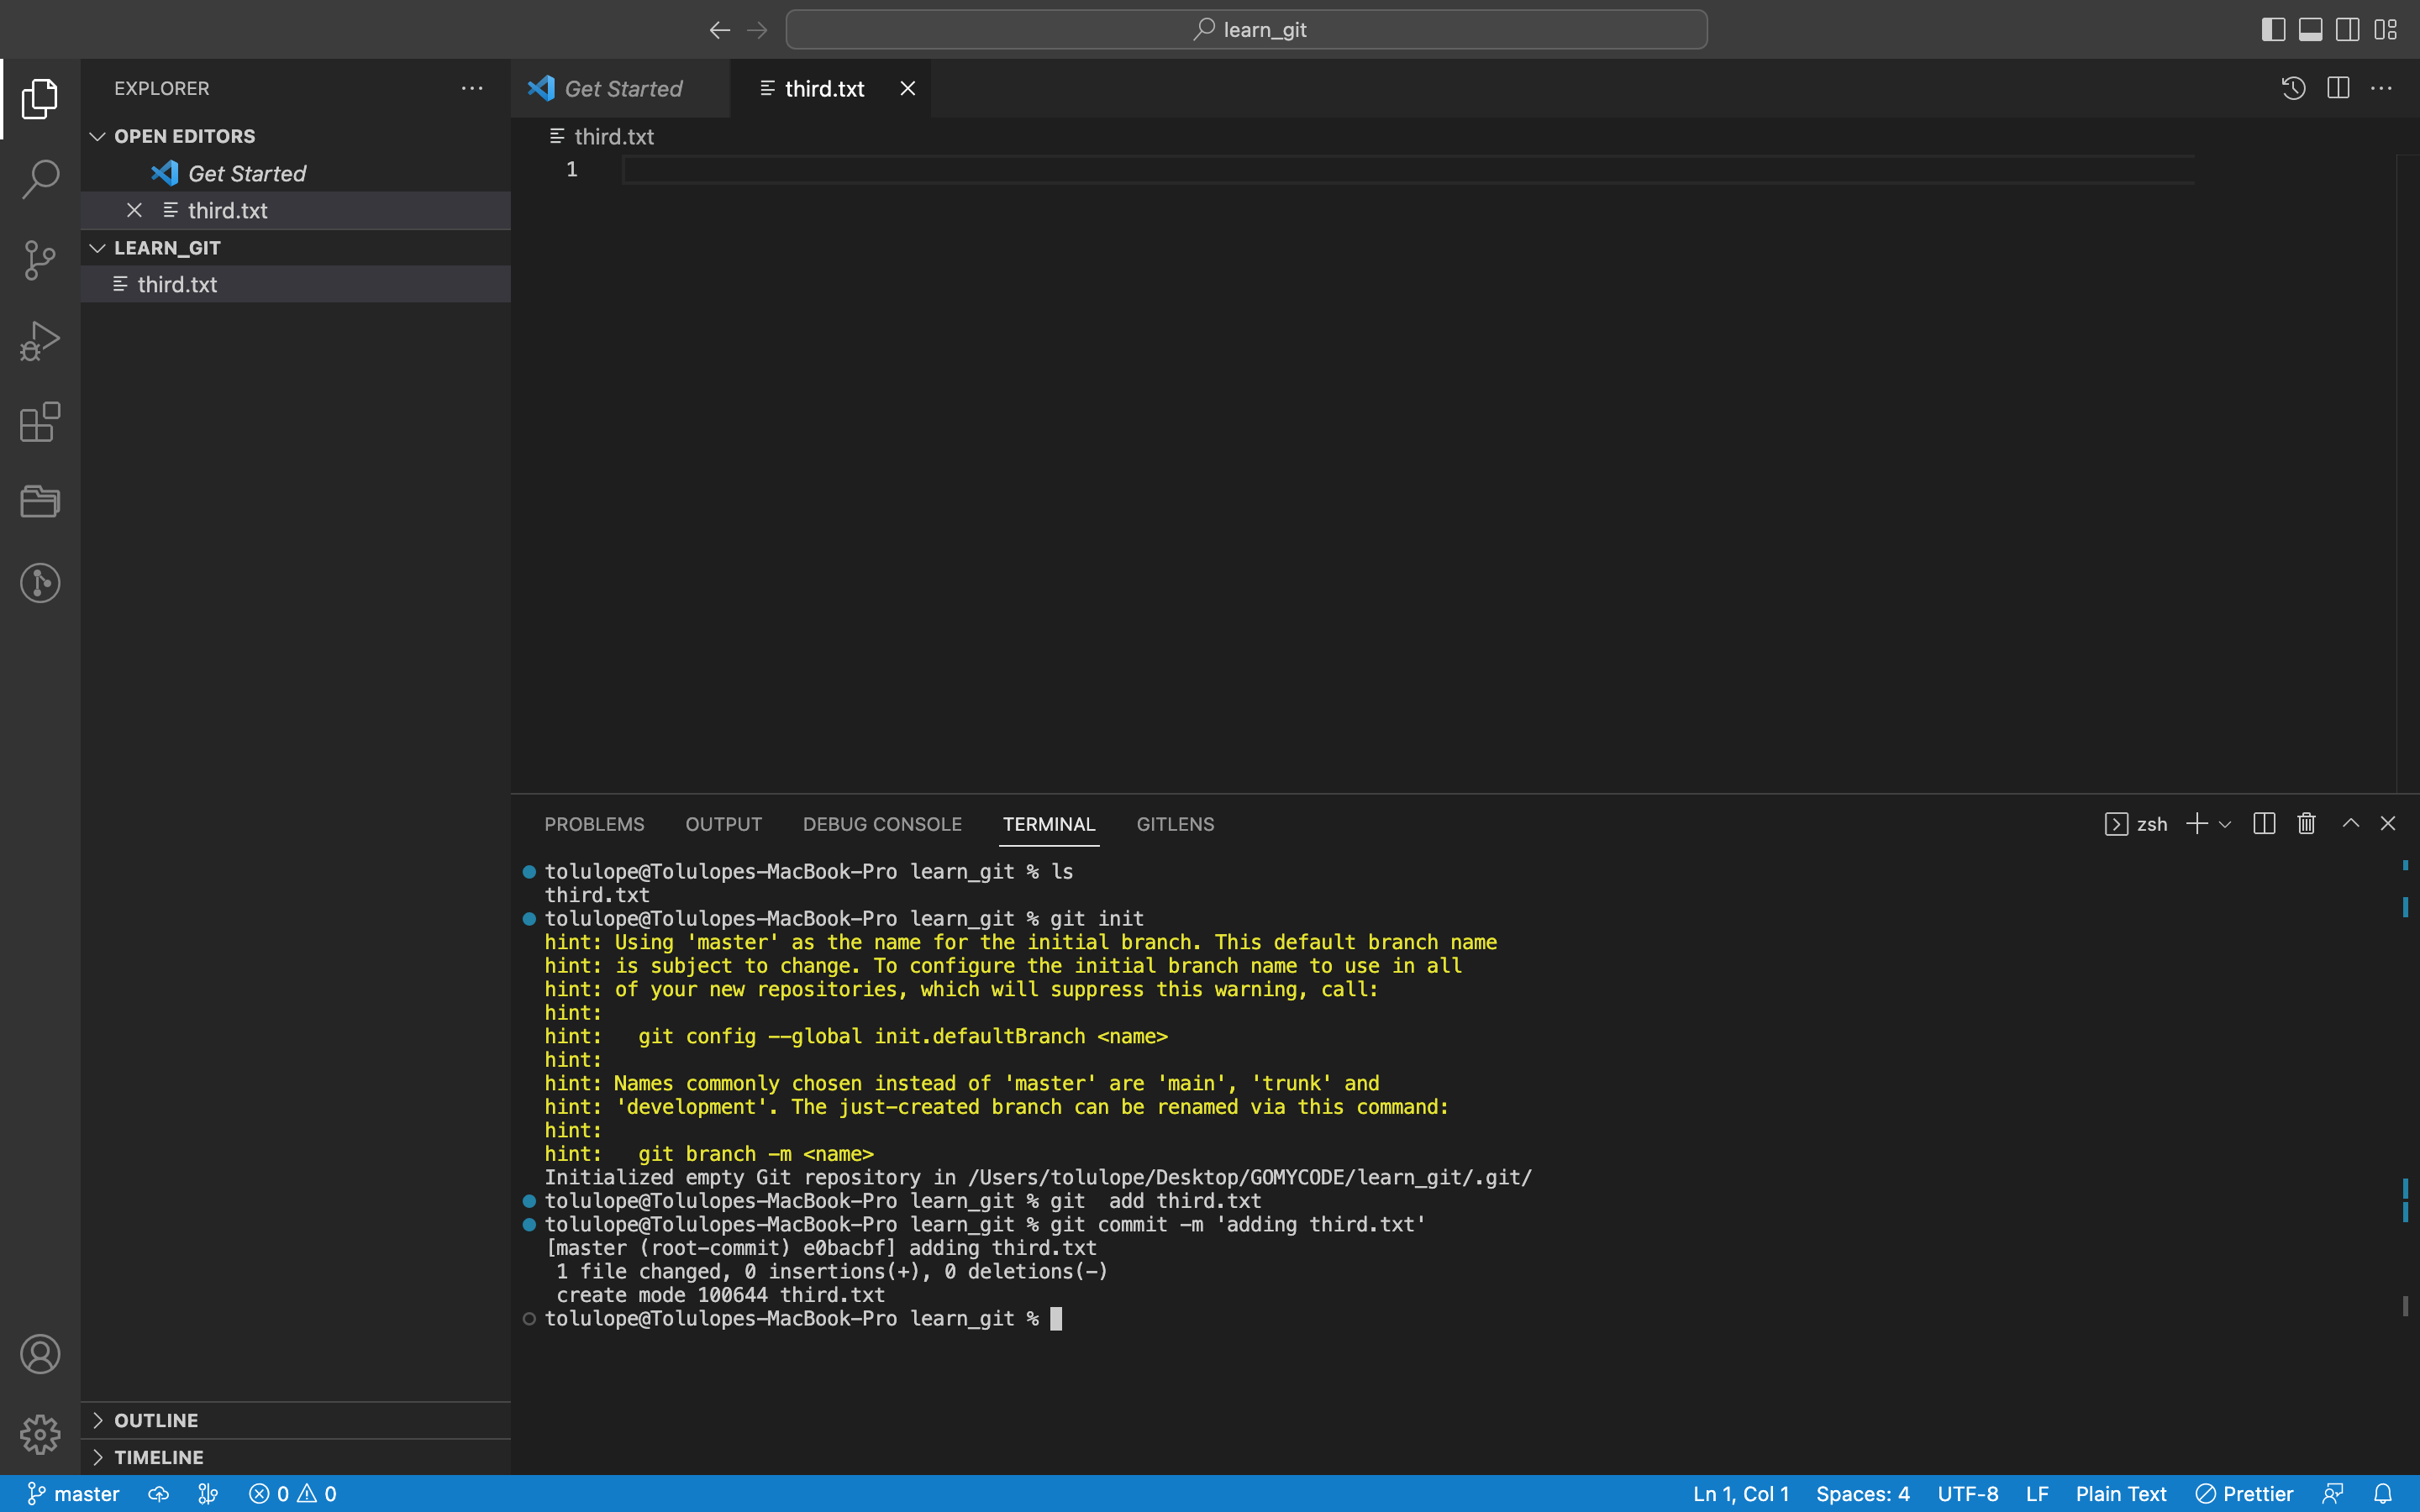 learn_git
EXPLORER
OPEN EDITORS
Get Started
third.txt
LEARN_GIT
third.txt
OUTLINE
TIMELINE
Get Started
third.txt
third.txt
1
PROBLEMS OUTPUT DEBUG CONSOLE TERMINAL GITLENS
zsh
tolulope@Tolulopes-MacBook-Pro learn_git % ls
third.txt
tolulope@Tolulopes-MacBook-Pro learn_git % git init
hint: Using 'master' as the name for the initial branch. This default branch name
hint: is subject to change. To configure the initial branch name to use in all
hint: of your new repositories, which will suppress this warning, call:
hint:
hint:   git config --global init.defaultBranch <name>
hint:
hint: Names commonly chosen instead of 'master' are 'main', 'trunk' and
hint: 'development'. The just-created branch can be renamed via this command:
hint:
hint:   git branch -m <name>
Initialized empty Git repository in /Users/tolulope/Desktop/GOMYCODE/learn_git/.git/
tolulope@Tolulopes-MacBook-Pro learn_git % git  add third.txt
tolulope@Tolulopes-MacBook-Pro learn_git % git commit -m 'adding third.txt'
[master (root-commit) e0bacbf] adding third.txt
 1 file changed, 0 insertions(+), 0 deletions(-)
 create mode 100644 third.txt
tolulope@Tolulopes-MacBook-Pro learn_git %
master 0 0 Ln 1, Col 1 Spaces: 4 UTF-8 LF Plain Text Prettier